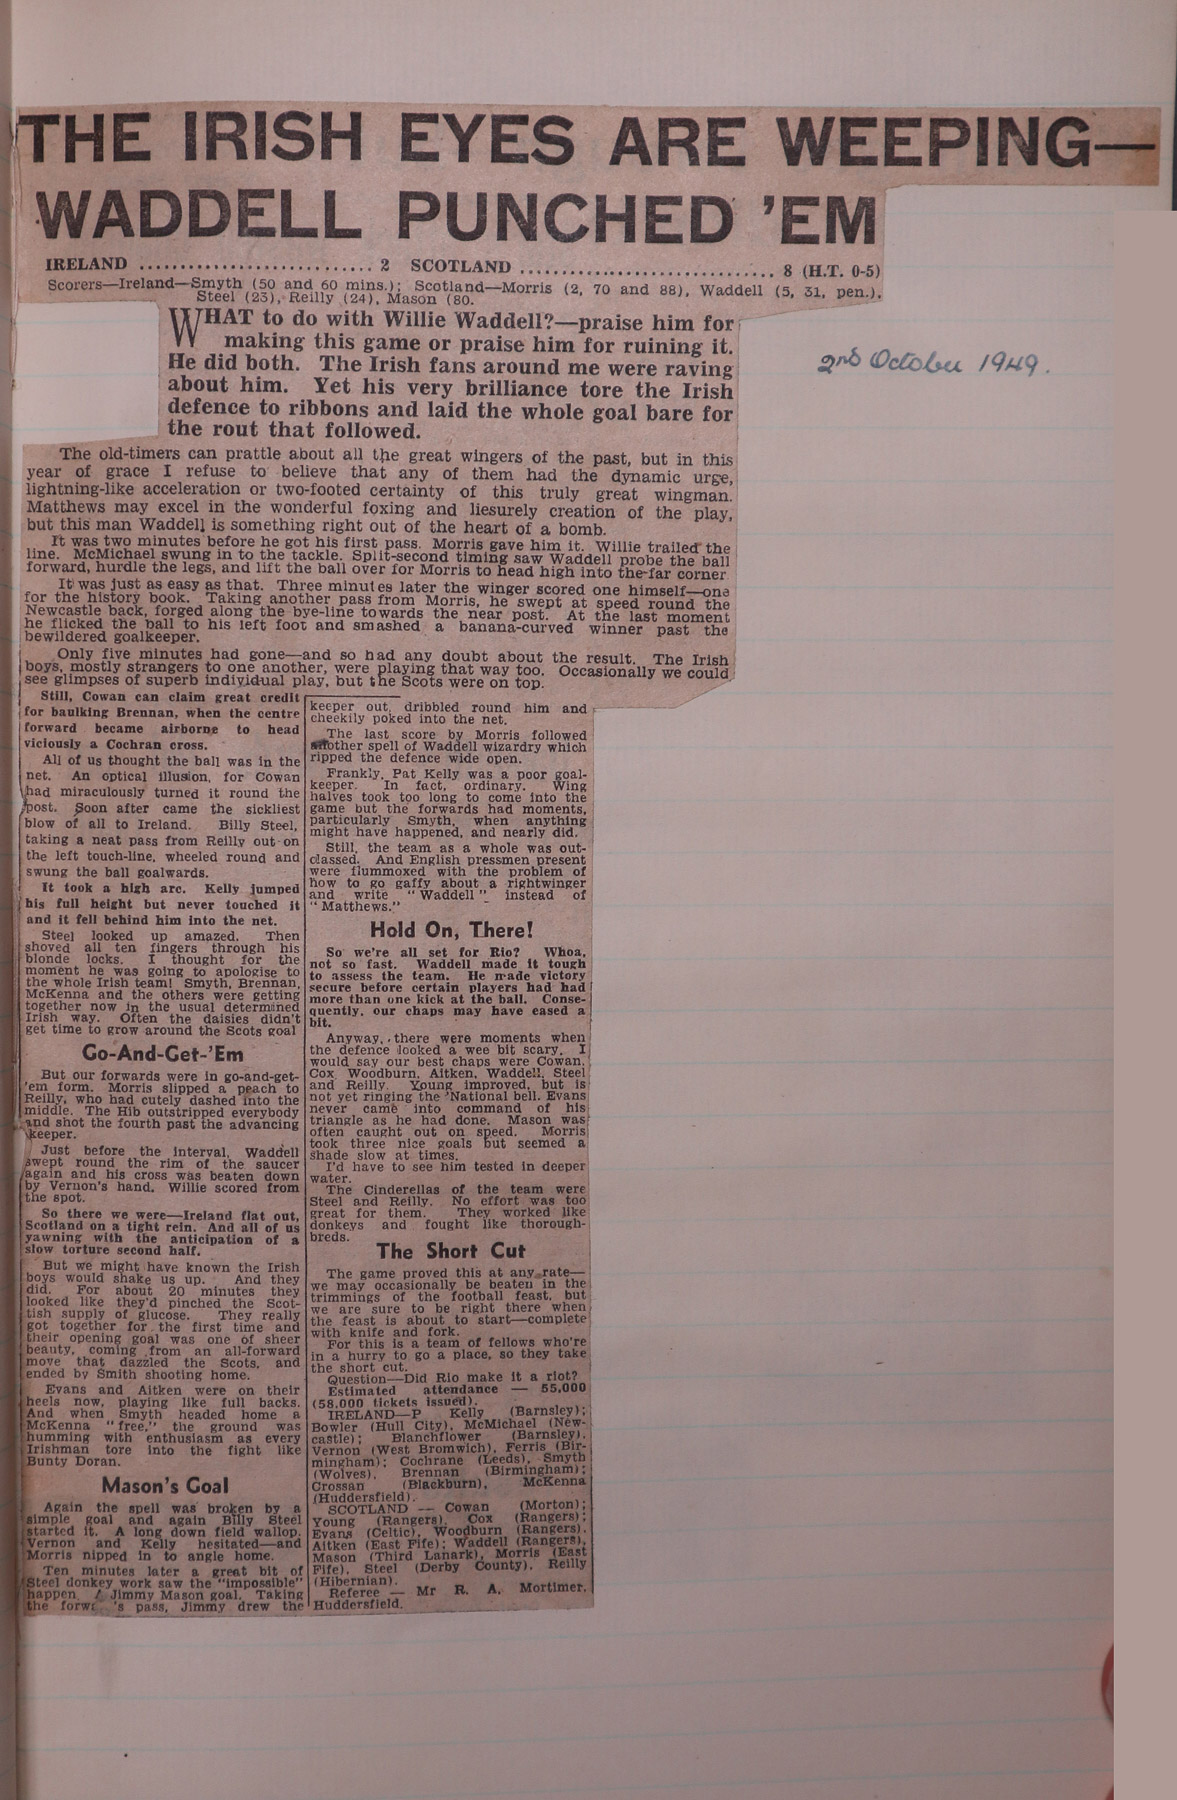 THE IRISH EYES ARE WEEPING—
WADDELL PUNCHED 'EM
IRELAND ........................... 2 SCOTLAND .............................. 8 (H.T. 0-5)
Scorers—Ireland—Smyth (50 and 60 mins.); Scotland—Morris (2, 70 and 88), Waddell (5, 31, pen.),
Steel (23), Reilly (24), Mason (80.
2nd October 1949.
WHAT to do with Willie Waddell?—praise him for
making this game or praise him for ruining it.
He did both. The Irish fans around me were raving
about him. Yet his very brilliance tore the Irish
defence to ribbons and laid the whole goal bare for
the rout that followed.
The old-timers can prattle about all the great wingers of the past, but in this
year of grace I refuse to believe that any of them had the dynamic urge,
lightning-like acceleration or two-footed certainty of this truly great wingman.
Matthews may excel in the wonderful foxing and liesurely creation of the play,
but this man Waddell is something right out of the heart of a bomb.
It was two minutes before he got his first pass. Morris gave him it. Willie trailed the
line. McMichael swung in to the tackle. Split-second timing saw Waddell probe the ball
forward, hurdle the legs, and lift the ball over for Morris to head high into the far corner
It was just as easy as that. Three minutes later the winger scored one himself—one
for the history book. Taking another pass from Morris, he swept at speed round the
Newcastle back, forged along the bye-line towards the near post. At the last moment
he flicked the ball to his left foot and smashed a banana-curved winner past the
bewildered goalkeeper.
Only five minutes had gone—and so had any doubt about the result. The Irish
boys, mostly strangers to one another, were playing that way too. Occasionally we could
see glimpses of superb individual play, but the Scots were on top.
Still, Cowan can claim great credit
for baulking Brennan, when the centre
forward became airborne to head
viciously a Cochran cross.
All of us thought the ball was in the
net. An optical illusion, for Cowan
had miraculously turned it round the
post. Soon after came the sickliest
blow of all to Ireland. Billy Steel,
taking a neat pass from Reilly out on
the left touch-line, wheeled round and
swung the ball goalwards.
It took a high arc. Kelly jumped
his full height but never touched it
and it fell behind him into the net.
Steel looked up amazed. Then
shoved all ten fingers through his
blonde locks. I thought for the
moment he was going to apologise to
the whole Irish team! Smyth, Brennan,
McKenna and the others were getting
together now in the usual determined
Irish way. Often the daisies didn't
get time to grow around the Scots goal
Go-And-Get-'Em
But our forwards were in go-and-get-
'em form. Morris slipped a peach to
Reilly, who had cutely dashed into the
middle. The Hib outstripped everybody
and shot the fourth past the advancing
keeper.
Just before the interval, Waddell
swept round the rim of the saucer
again and his cross was beaten down
by Vernon's hand. Willie scored from
the spot.
So there we were—Ireland flat out,
Scotland on a tight rein. And all of us
yawning with the anticipation of a
slow torture second half.
But we might have known the Irish
boys would shake us up. And they
did. For about 20 minutes they
looked like they'd pinched the Scot-
tish supply of glucose. They really
got together for the first time and
their opening goal was one of sheer
beauty, coming from an all-forward
move that dazzled the Scots, and
ended by Smith shooting home.
Evans and Aitken were on their
heels now, playing like full backs.
And when Smyth headed home a
McKenna "free," the ground was
humming with enthusiasm as every
Irishman tore into the fight like
Bunty Doran.
Mason's Goal
Again the spell was broken by a
simple goal and again Billy Steel
started it. A long down field wallop,
Vernon and Kelly hesitated—and
Morris nipped in to angle home.
Ten minutes later a great bit of
Steel donkey work saw the "impossible"
happen. A Jimmy Mason goal. Taking
the 's pass, Jimmy drew the
keeper out, dribbled round him and
cheekily poked into the net.
The last score by Morris followed
another spell of Waddell wizardry which
ripped the defence wide open.
Frankly, Pat Kelly was a poor goal-
keeper. In fact, ordinary. Wing
halves took too long to come into the
game but the forwards had moments,
particularly Smyth, when anything
might have happened, and nearly did.
Still, the team as a whole was out-
classed. And English pressmen present
were flummoxed with the problem of
how to go gaffy about a rightwinger
and write "Waddell" instead of
"Matthews."
Hold On, There!
So we're all set for Rio? Whoa,
not so fast. Waddell made it tough
to assess the team. He made victory
secure before certain players had had
more than one kick at the ball. Conse-
quently, our chaps may have eased a
bit.
Anyway, there were moments when
the defence looked a wee bit scary. I
would say our best chaps were Cowan,
Cox, Woodburn, Aitken, Waddell, Steel
and Reilly. Young improved, but is
not yet ringing the National bell. Evans
never came into command of his
triangle as he had done. Mason was
often caught out on speed. Morris
took three nice goals but seemed a
shade slow at times.
I'd have to see him tested in deeper
water.
The Cinderellas of the team were
Steel and Reilly. No effort was too
great for them. They worked like
donkeys and fought like thorough-
breds.
The Short Cut
The game proved this at any rate—
we may occasionally be beaten in the
trimmings of the football feast, but
we are sure to be right there when
the feast is about to start—complete
with knife and fork.
For this is a team of fellows who're
in a hurry to go a place, so they take
the short cut.
Question—Did Rio make it a riot?
Estimated attendance — 55,000
(58,000 tickets issued).
IRELAND—P Kelly (Barnsley);
Bowler (Hull City), McMichael (New-
castle); Blanchflower (Barnsley),
Vernon (West Bromwich), Ferris (Bir-
mingham); Cochrane (Leeds), Smyth
(Wolves), Brennan (Birmingham);
Crossan (Blackburn), McKenna
(Huddersfield).
SCOTLAND — Cowan (Morton);
Young (Rangers), Cox (Rangers);
Evans (Celtic), Woodburn (Rangers),
Aitken (East Fife); Waddell (Rangers),
Mason (Third Lanark), Morris (East
Fife), Steel (Derby County), Reilly
(Hibernian).
Referee — Mr R. A. Mortimer,
Huddersfield.